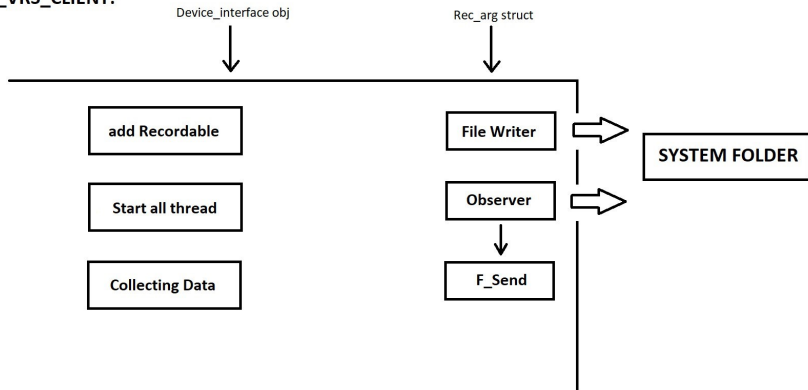 _VRS_CLIENT:
Device_interface obj
Rec_arg struct
add Recordable
File Writer
SYSTEM FOLDER
Start all thread
Observer
Collecting Data
F_Send